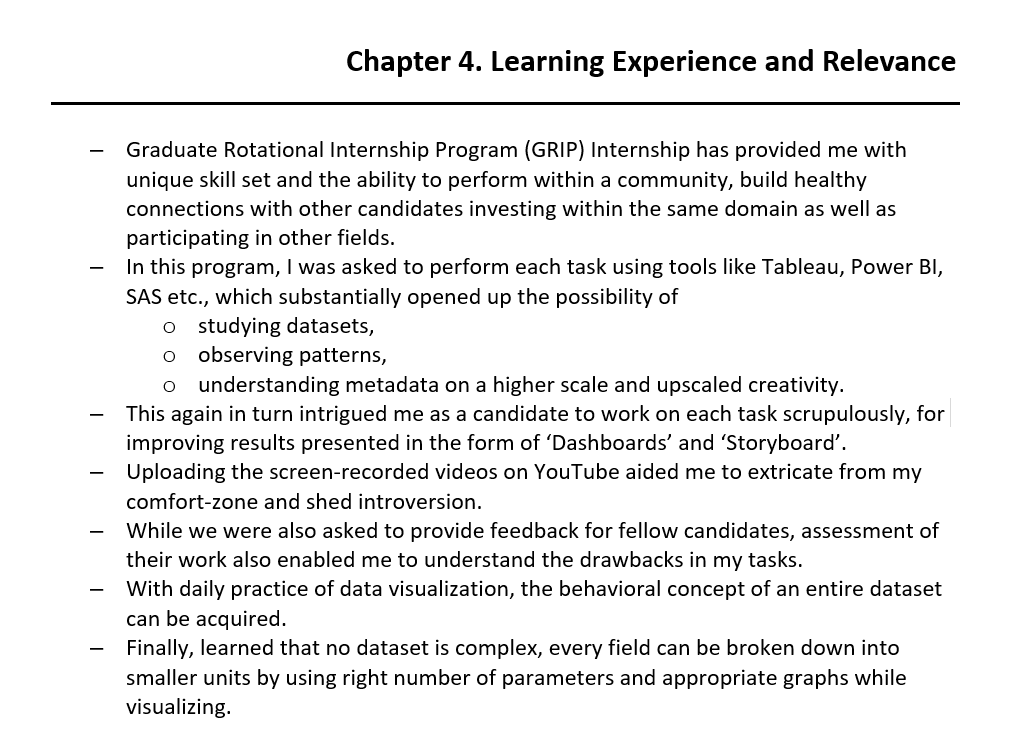 Chapter 4. Learning Experience and Relevance
– Graduate Rotational Internship Program (GRIP) Internship has provided me with
unique skill set and the ability to perform within a community, build healthy
connections with other candidates investing within the same domain as well as
participating in other fields.
– In this program, I was asked to perform each task using tools like Tableau, Power BI,
SAS etc., which substantially opened up the possibility of
o studying datasets,
o observing patterns,
o understanding metadata on a higher scale and upscaled creativity.
– This again in turn intrigued me as a candidate to work on each task scrupulously, for
improving results presented in the form of ‘Dashboards’ and ‘Storyboard’.
– Uploading the screen-recorded videos on YouTube aided me to extricate from my
comfort-zone and shed introversion.
– While we were also asked to provide feedback for fellow candidates, assessment of
their work also enabled me to understand the drawbacks in my tasks.
– With daily practice of data visualization, the behavioral concept of an entire dataset
can be acquired.
– Finally, learned that no dataset is complex, every field can be broken down into
smaller units by using right number of parameters and appropriate graphs while
visualizing.